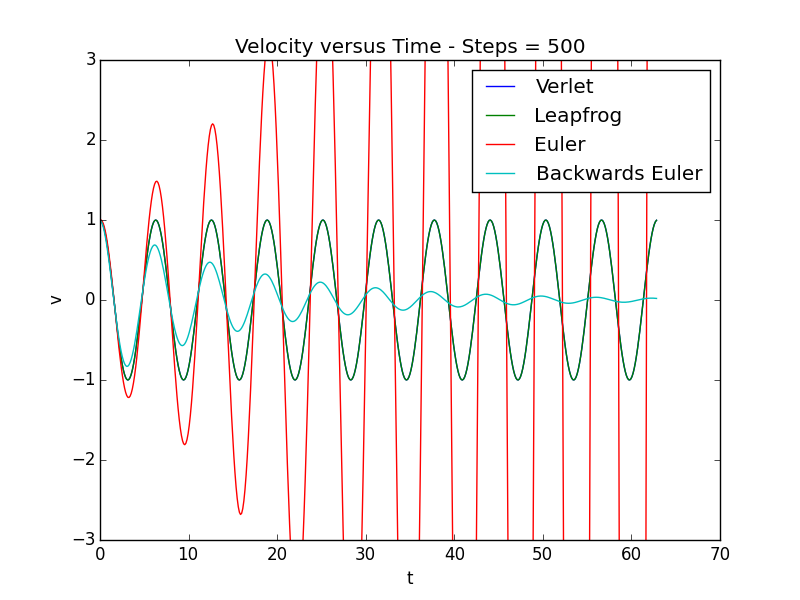 Velocity versus Time - Steps = 500
Verlet
Leapfrog
Euler
Backwards Euler
3
2
1
0
−1
−2
−3
v
0 10 20 30 40 50 60 70
t